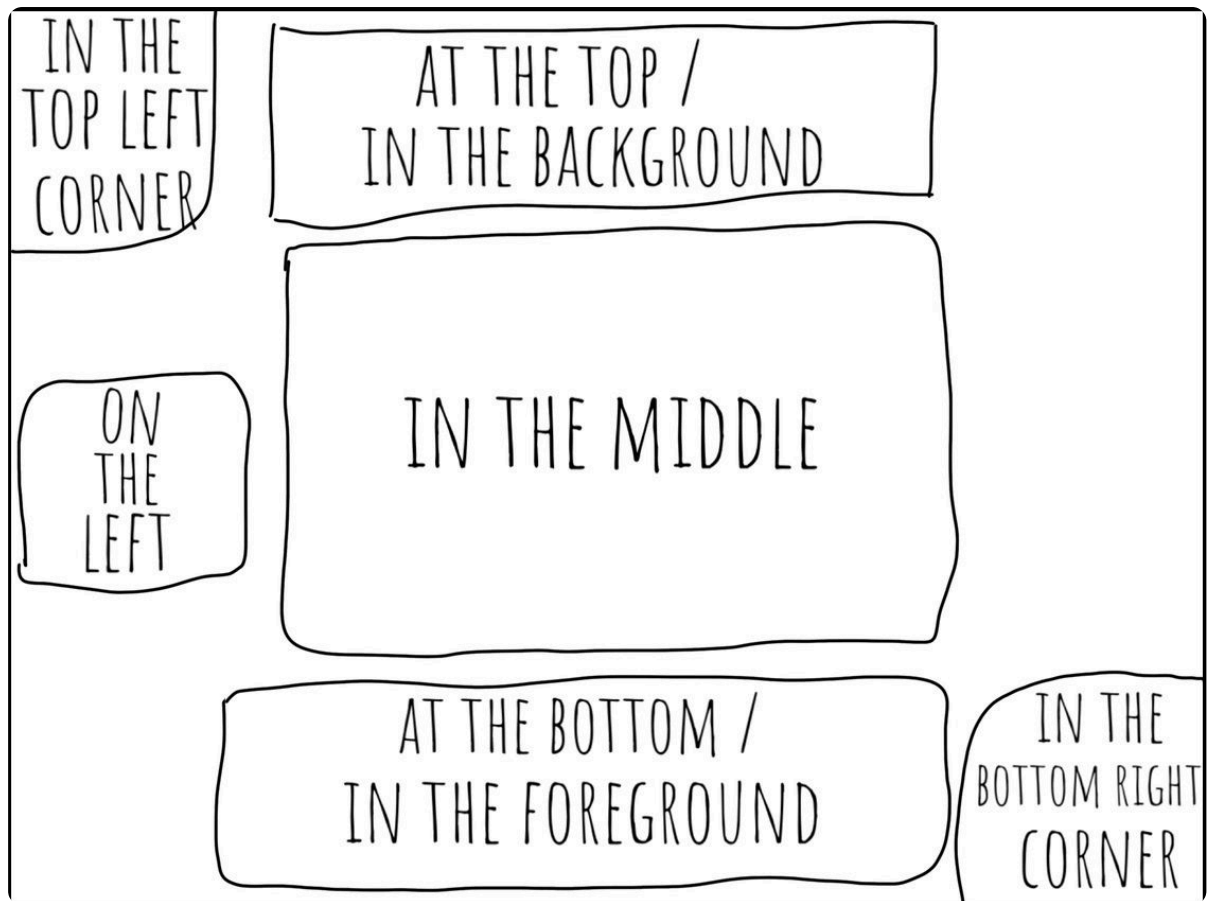 IN THE
TOP LEFT
CORNER
AT THE TOP /
IN THE BACKGROUND
ON
THE
LEFT
IN THE MIDDLE
AT THE BOTTOM /
IN THE FOREGROUND
IN THE
BOTTOM RIGHT
CORNER